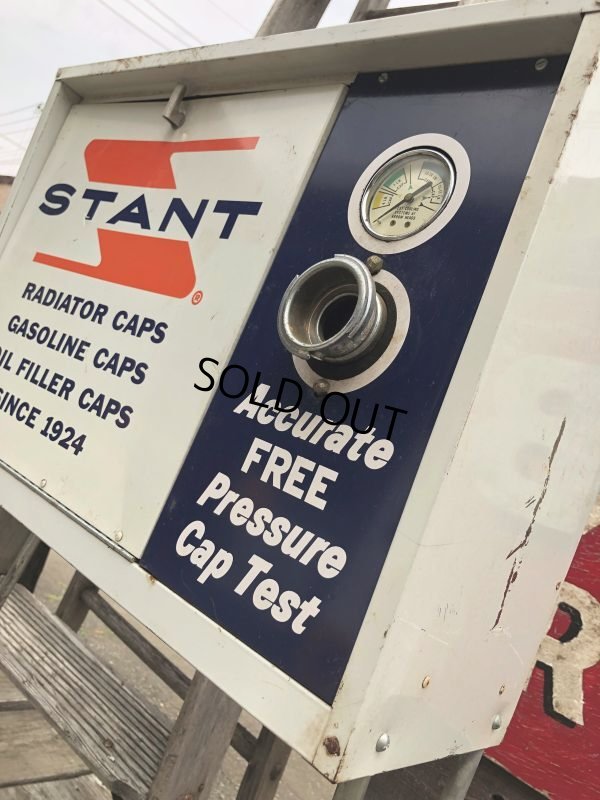 STANT
®
RADIATOR CAPS
GASOLINE CAPS
OIL FILLER CAPS
SINCE 1924
SOLD OUT
Accurate
FREE
Pressure
Cap Test
R